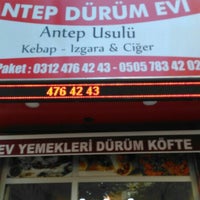 ANTEP DÜRÜM EVİ
Antep Usulü
Kebap - Izgara & Ciğer
Paket : 0312 476 42 43 - 0505 783 42 02
476 42 43
EV YEMEKLERİ DÜRÜM KÖFTE